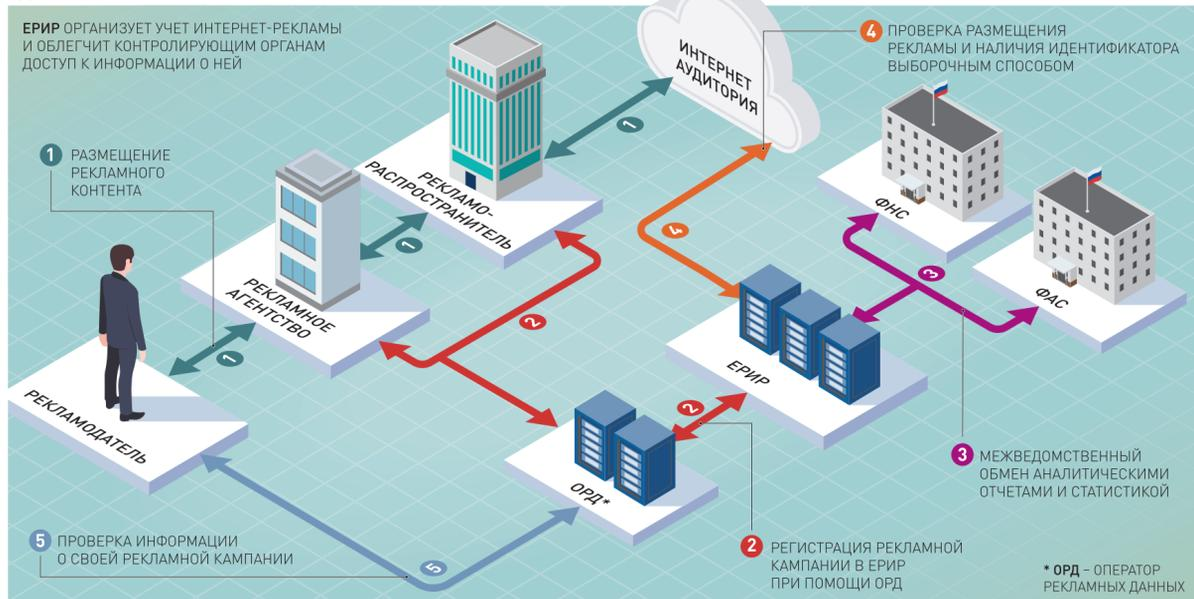 ЕРИР ОРГАНИЗУЕТ УЧЕТ ИНТЕРНЕТ-РЕКЛАМЫ
И ОБЛЕГЧИТ КОНТРОЛИРУЮЩИМ ОРГАНАМ
ДОСТУП К ИНФОРМАЦИИ О НЕЙ
ИНТЕРНЕТ
АУДИТОРИЯ
4 ПРОВЕРКА РАЗМЕЩЕНИЯ
РЕКЛАМЫ И НАЛИЧИЯ ИДЕНТИФИКАТОРА
ВЫБОРОЧНЫМ СПОСОБОМ
1 РАЗМЕЩЕНИЕ
РЕКЛАМНОГО
КОНТЕНТА
1
РЕКЛАМО-
РАСПРОСТРАНИТЕЛЬ
ФНС
1
4
3
ФАС
РЕКЛАМНОЕ
АГЕНТСТВО
2
1
ЕРИР
РЕКЛАМОДАТЕЛЬ
2
ОРД*
3 МЕЖВЕДОМСТВЕННЫЙ
ОБМЕН АНАЛИТИЧЕСКИМИ
ОТЧЕТАМИ И СТАТИСТИКОЙ
5 ПРОВЕРКА ИНФОРМАЦИИ
О СВОЕЙ РЕКЛАМНОЙ КАМПАНИИ
5
2 РЕГИСТРАЦИЯ РЕКЛАМНОЙ
КАМПАНИИ В ЕРИР
ПРИ ПОМОЩИ ОРД
* ОРД – ОПЕРАТОР
РЕКЛАМНЫХ ДАННЫХ